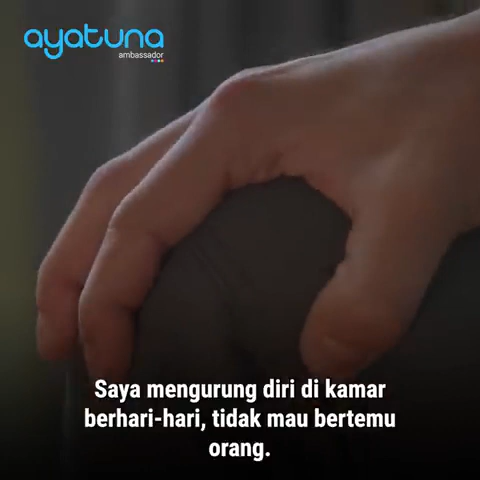 ayatuna
ambassador
Saya mengurung diri di kamar
berhari-hari, tidak mau bertemu
orang.